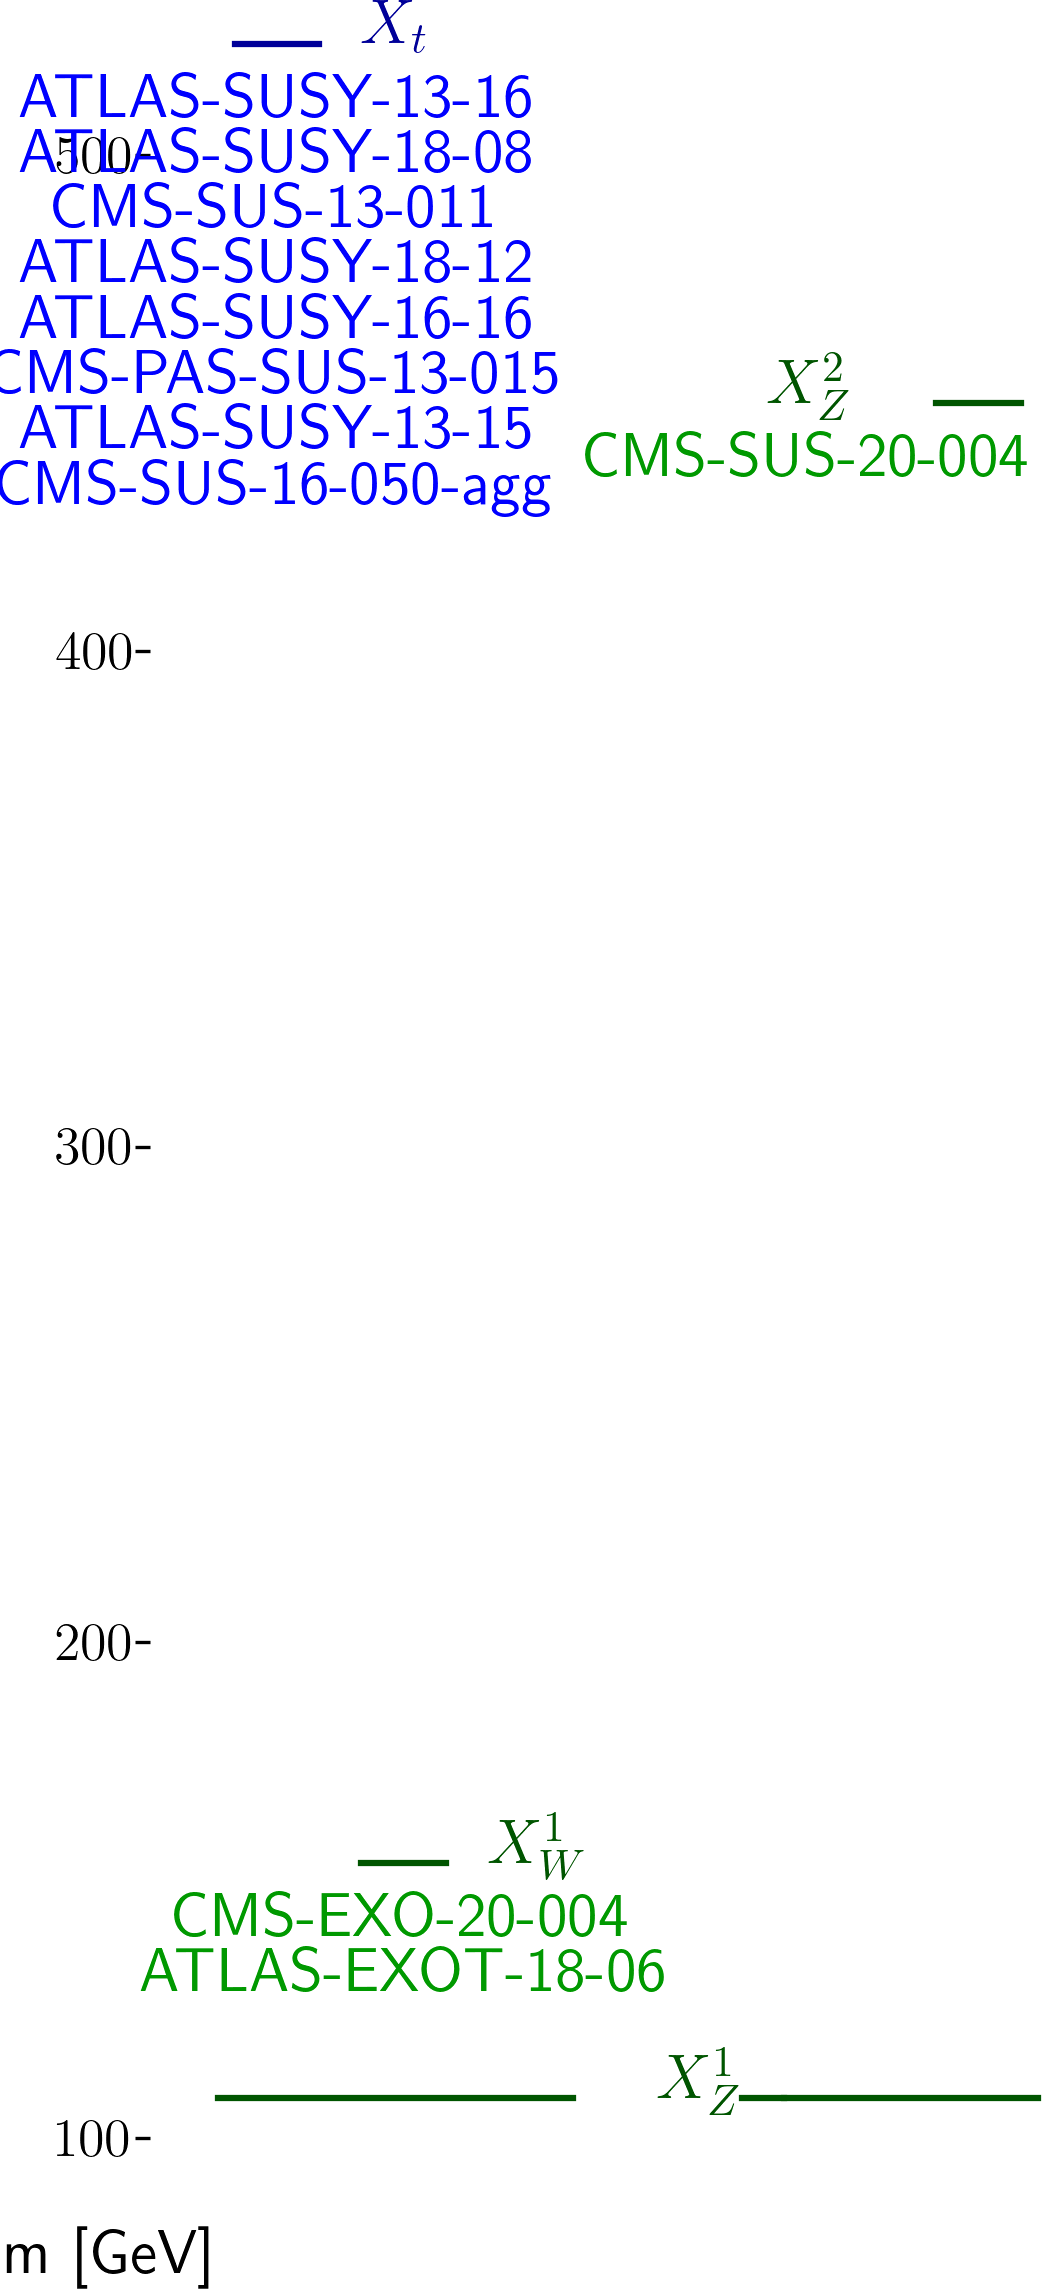 X_t
ATLAS-SUSY-13-16
ATLAS-SUSY-18-08
500-
CMS-SUS-13-011
ATLAS-SUSY-18-12
ATLAS-SUSY-16-16
CMS-PAS-SUS-13-015
X_Z^2
ATLAS-SUSY-13-15
CMS-SUS-20-004
CMS-SUS-16-050-agg
400-
300-
200-
X_W^1
CMS-EXO-20-004
ATLAS-EXOT-18-06
X_Z^1
100-
m [GeV]